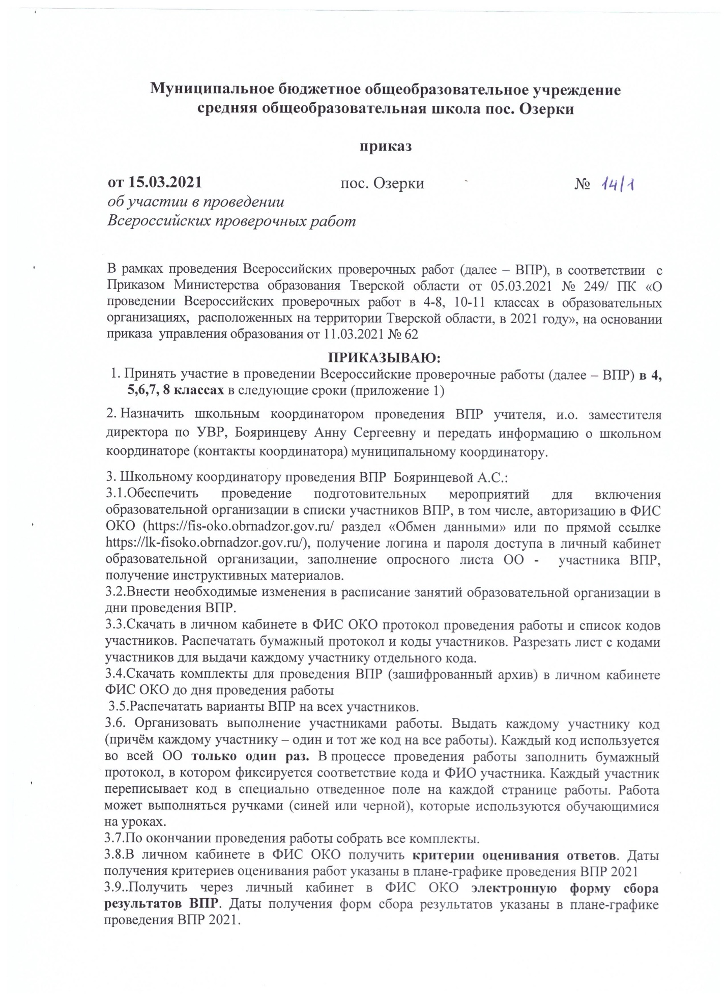 Муниципальное бюджетное общеобразовательное учреждение
средняя общеобразовательная школа пос. Озерки
приказ
от 15.03.2021 пос. Озерки № 14/1
об участии в проведении
Всероссийских проверочных работ
В рамках проведения Всероссийских проверочных работ (далее – ВПР), в соответствии с
Приказом Министерства образования Тверской области от 05.03.2021 № 249/ ПК «О
проведении Всероссийских проверочных работ в 4-8, 10-11 классах в образовательных
организациях, расположенных на территории Тверской области, в 2021 году», на основании
приказа управления образования от 11.03.2021 № 62
ПРИКАЗЫВАЮ:
1. Принять участие в проведении Всероссийские проверочные работы (далее – ВПР) в 4,
5,6,7, 8 классах в следующие сроки (приложение 1)
2. Назначить школьным координатором проведения ВПР учителя, и.о. заместителя
директора по УВР, Бояринцеву Анну Сергеевну и передать информацию о школьном
координаторе (контакты координатора) муниципальному координатору.
3. Школьному координатору проведения ВПР Бояринцевой А.С.:
3.1.Обеспечить проведение подготовительных мероприятий для включения
образовательной организации в списки участников ВПР, в том числе, авторизацию в ФИС
ОКО (https://fis-oko.obrnadzor.gov.ru/ раздел «Обмен данными» или по прямой ссылке
https://lk-fisoko.obrnadzor.gov.ru/), получение логина и пароля доступа в личный кабинет
образовательной организации, заполнение опросного листа ОО - участника ВПР,
получение инструктивных материалов.
3.2.Внести необходимые изменения в расписание занятий образовательной организации в
дни проведения ВПР.
3.3.Скачать в личном кабинете в ФИС ОКО протокол проведения работы и список кодов
участников. Распечатать бумажный протокол и коды участников. Разрезать лист с кодами
участников для выдачи каждому участнику отдельного кода.
3.4.Скачать комплекты для проведения ВПР (зашифрованный архив) в личном кабинете
ФИС ОКО до дня проведения работы
3.5.Распечатать варианты ВПР на всех участников.
3.6. Организовать выполнение участниками работы. Выдать каждому участнику код
(причём каждому участнику – один и тот же код на все работы). Каждый код используется
во всей ОО только один раз. В процессе проведения работы заполнить бумажный
протокол, в котором фиксируется соответствие кода и ФИО участника. Каждый участник
переписывает код в специально отведенное поле на каждой странице работы. Работа
может выполняться ручками (синей или черной), которые используются обучающимися
на уроках.
3.7.По окончании проведения работы собрать все комплекты.
3.8.В личном кабинете в ФИС ОКО получить критерии оценивания ответов. Даты
получения критериев оценивания работ указаны в плане-графике проведения ВПР 2021
3.9..Получить через личный кабинет в ФИС ОКО электронную форму сбора
результатов ВПР. Даты получения форм сбора результатов указаны в плане-графике
проведения ВПР 2021.